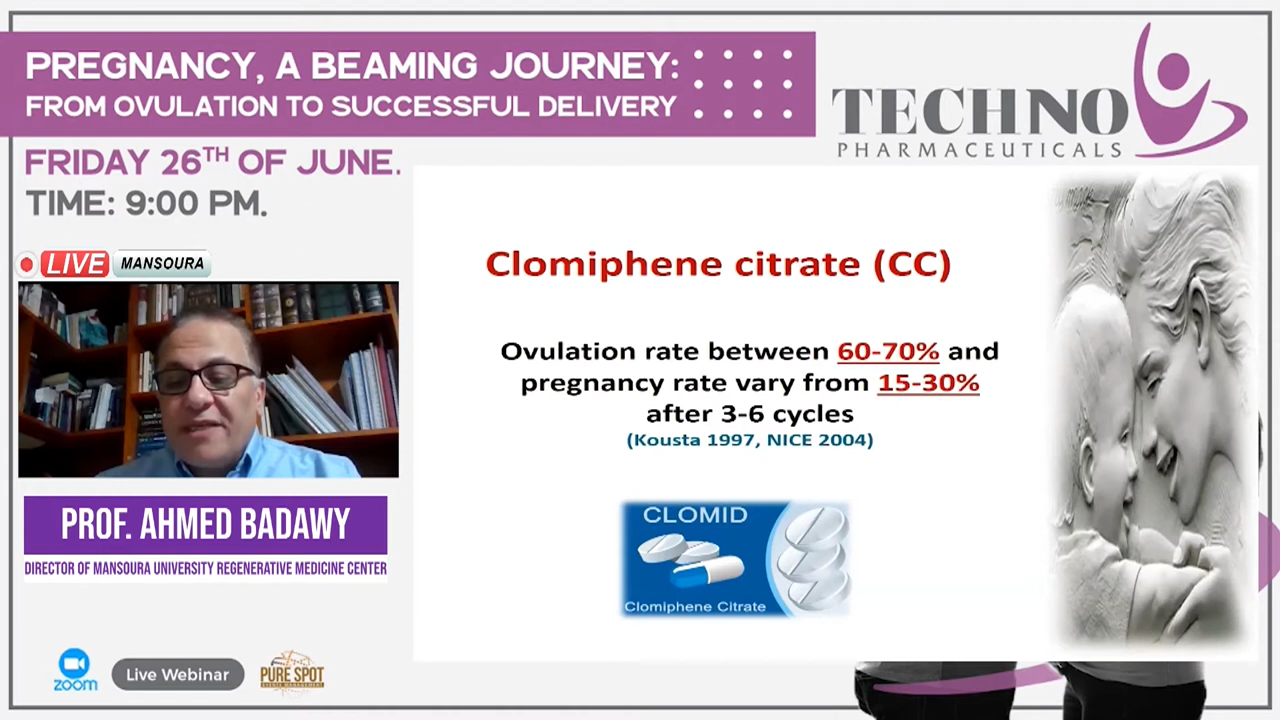 PREGNANCY, A BEAMING JOURNEY:
FROM OVULATION TO SUCCESSFUL DELIVERY
TECHNO
PHARMACEUTICALS
FRIDAY 26TH OF JUNE.
TIME: 9:00 PM.
LIVE MANSOURA
PROF. AHMED BADAWY
DIRECTOR OF MANSOURA UNIVERSITY REGENERATIVE MEDICINE CENTER
Clomiphene citrate (CC)
Ovulation rate between 60-70% and
pregnancy rate vary from 15-30%
after 3-6 cycles
(Kousta 1997, NICE 2004)
CLOMID
Clomiphene Citrate
zoom
Live Webinar
PURE SPOT
EVENTS MANAGEMENT